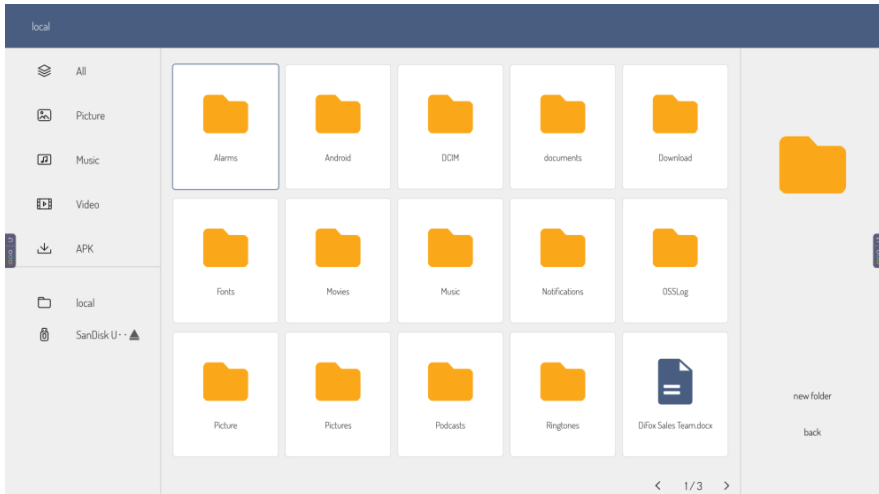 local
All
Picture
Music
Video
APK
local
SanDisk U··
Alarms
Android
DCIM
documents
Download
Fonts
Movies
Music
Notifications
OSSLog
Picture
Pictures
Podcasts
Ringtones
DiFox Sales Team.docx
1/3
new folder
back